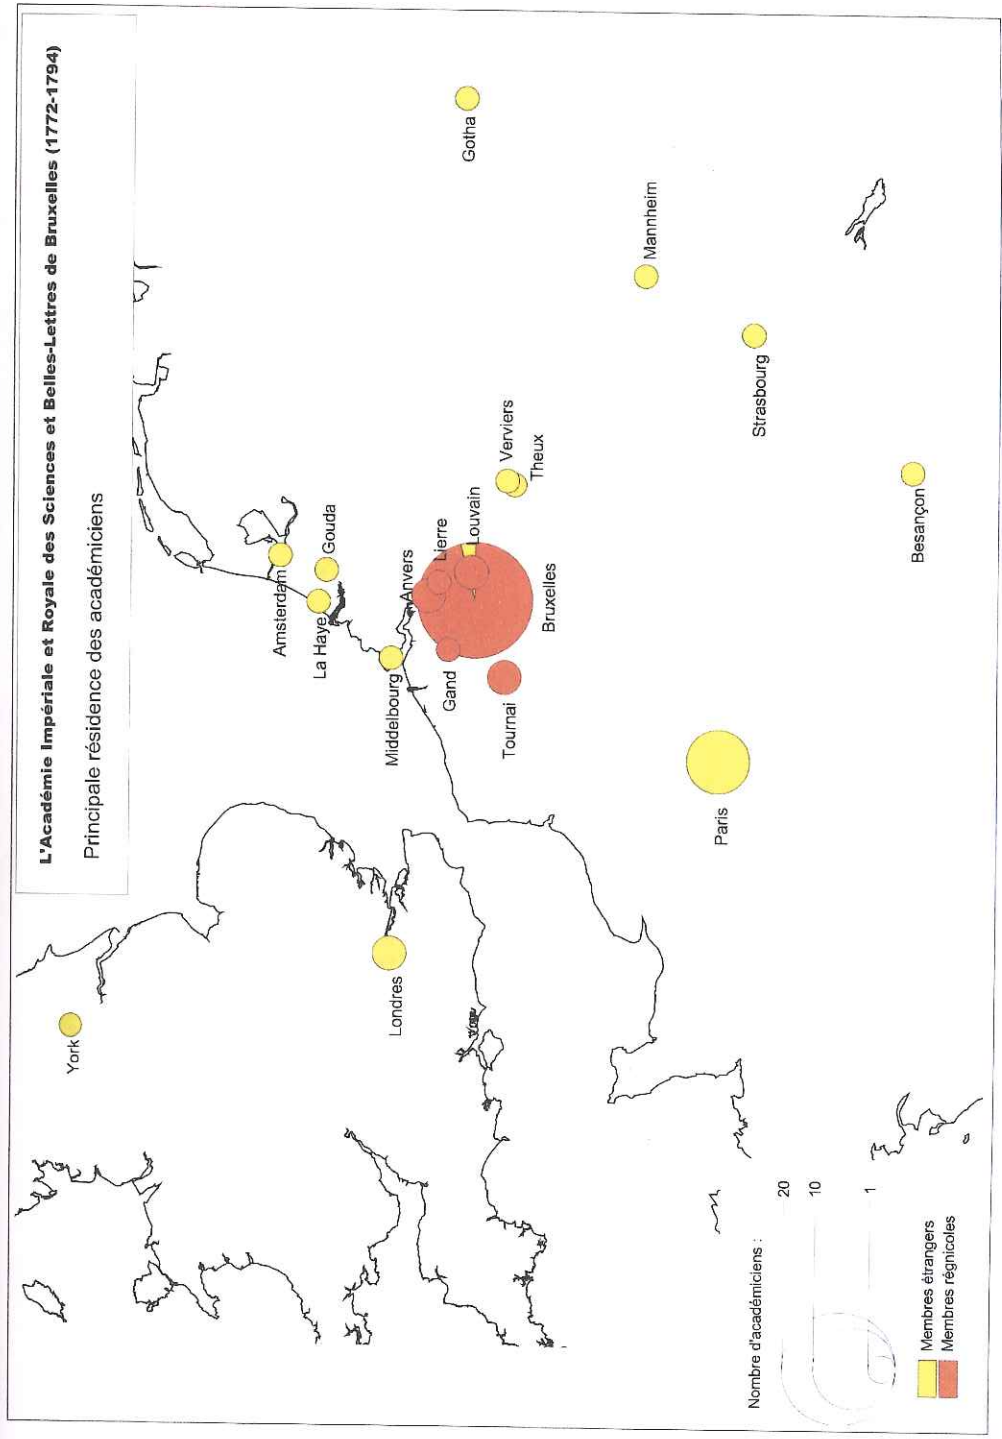 L'Académie Impériale et Royale des Sciences et Belles-Lettres de Bruxelles (1772-1794)
Principale résidence des académiciens
York
Londres
Amsterdam
La Haye
Gouda
Middelbourg
Anvers
Lierre
Louvain
Gand
Tournai
Bruxelles
Verviers
Theux
Gotha
Mannheim
Strasbourg
Besançon
Paris
Nombre d'académiciens :
20
10
1
Membres étrangers
Membres régnicoles